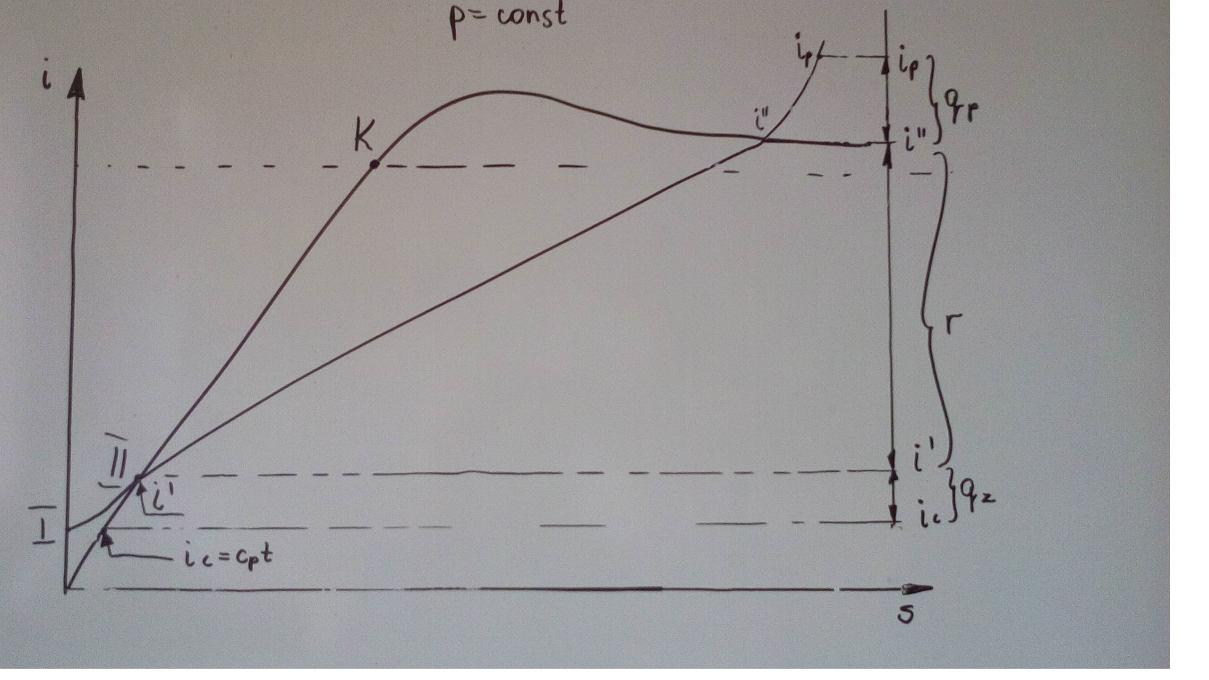 p = const
i
i_p
i_p
q_p
i"
i"
K
r
II
i'
i'
q_z
I
i_c
i_c = c_p t
s